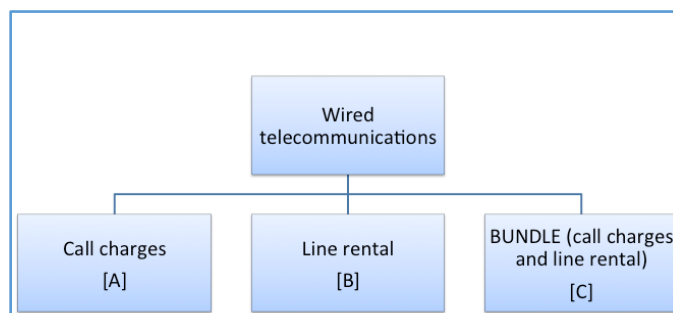 Wired
telecommunications
Call charges
[A]
Line rental
[B]
BUNDLE (call charges
and line rental)
[C]